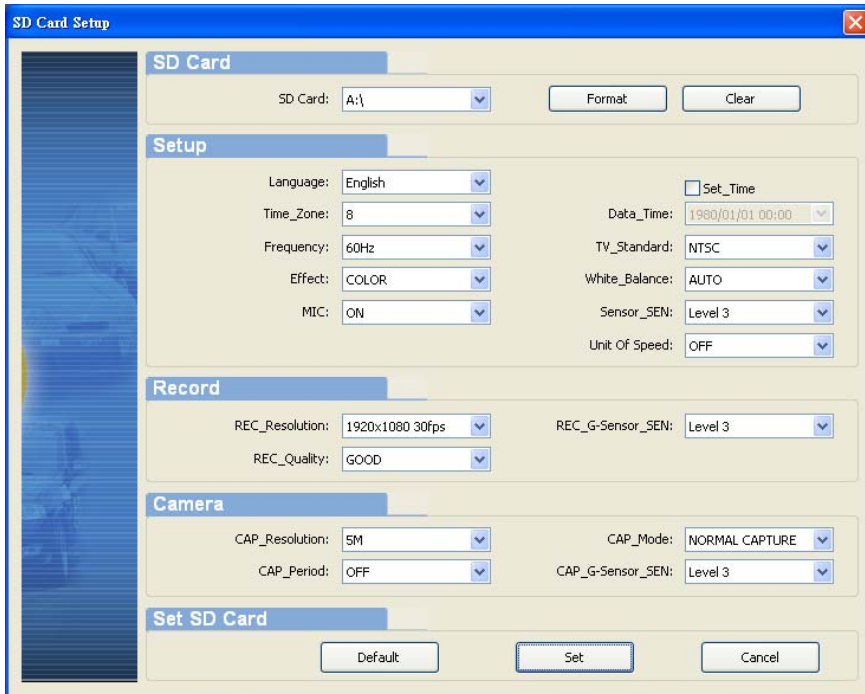 SD Card Setup
SD Card
SD Card: A:\ Format Clear
Setup
Language: English Set_Time
Time_Zone: 8 Data_Time: 1980/01/01 00:00
Frequency: 60Hz TV_Standard: NTSC
Effect: COLOR White_Balance: AUTO
MIC: ON Sensor_SEN: Level 3
Unit Of Speed: OFF
Record
REC_Resolution: 1920x1080 30fps REC_G-Sensor_SEN: Level 3
REC_Quality: GOOD
Camera
CAP_Resolution: 5M CAP_Mode: NORMAL CAPTURE
CAP_Period: OFF CAP_G-Sensor_SEN: Level 3
Set SD Card
Default Set Cancel